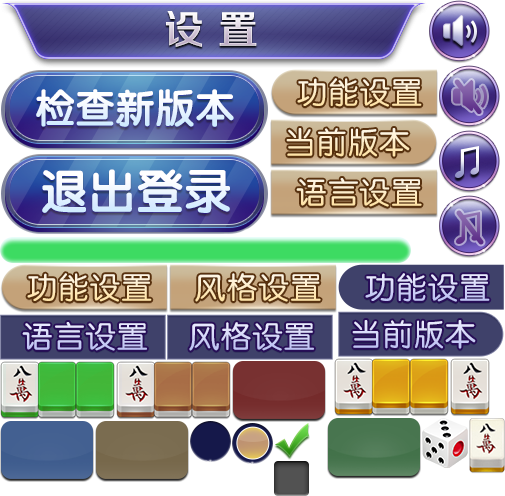 设置
检查新版本
功能设置
当前版本
退出登录
语言设置
功能设置
风格设置
功能设置
语言设置
风格设置
当前版本
八萬
八萬
八萬
八萬
八萬